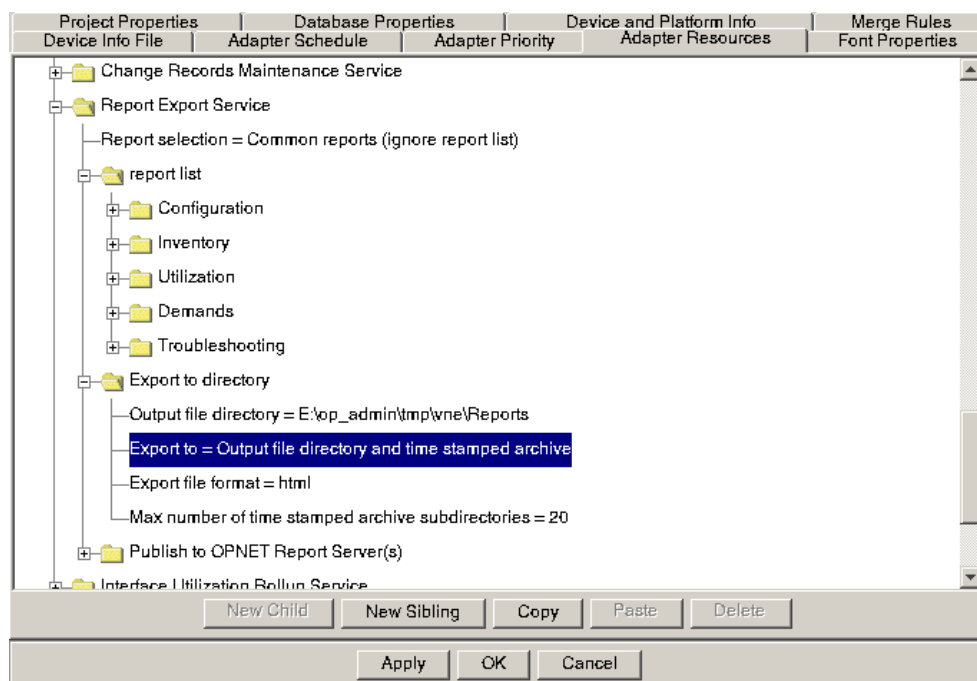 Project Properties Database Properties Device and Platform Info Merge Rules
Device Info File Adapter Schedule Adapter Priority Adapter Resources Font Properties
Change Records Maintenance Service
Report Export Service
Report selection = Common reports (ignore report list)
report list
Configuration
Inventory
Utilization
Demands
Troubleshooting
Export to directory
Output file directory = E:\op_admin\tmp\vne\Reports
Export to = Output file directory and time stamped archive
Export file format = html
Max number of time stamped archive subdirectories = 20
Publish to OPNET Report Server(s)
Interface Utilization Rollup Service
New Child New Sibling Copy Paste Delete
Apply OK Cancel